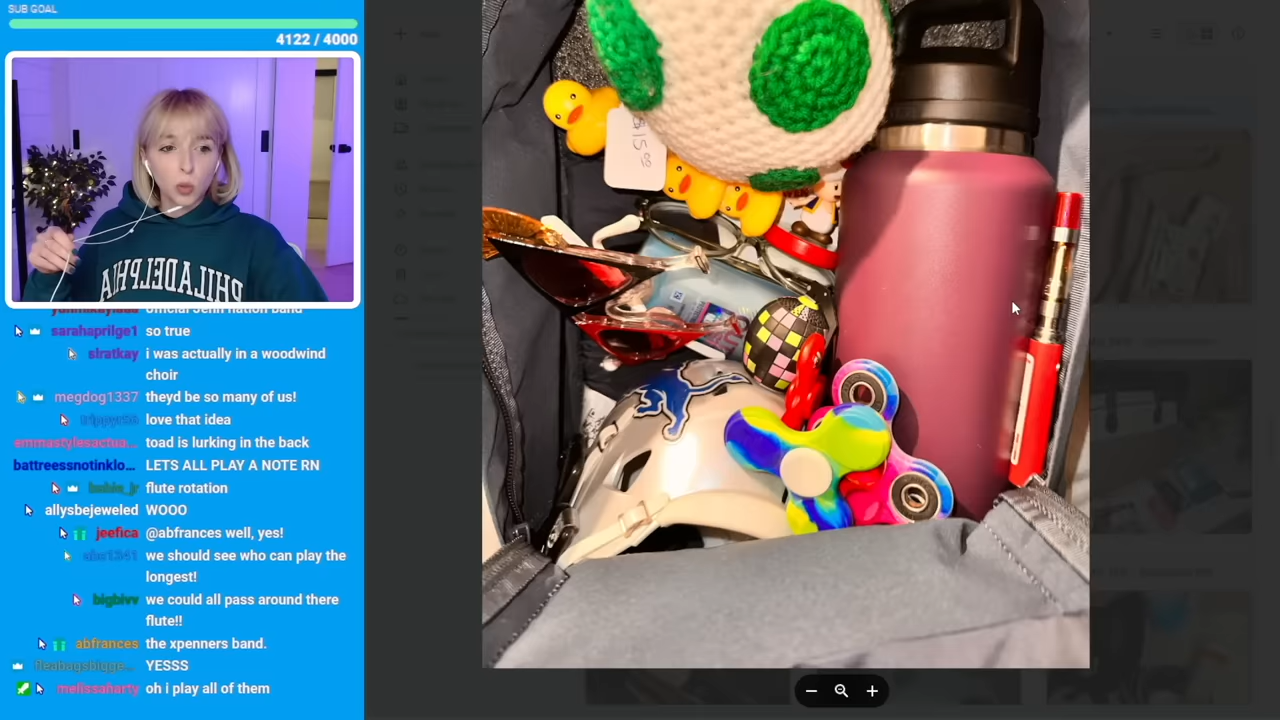 SUB GOAL
4122 / 4000
PHILADELPHIA
$15.00
sarahaprilge1 so true
slratkay i was actually in a woodwind
choir
megdog1337 theyd be so many of us!
love that idea
toad is lurking in the back
battreessnotinklo... LETS ALL PLAY A NOTE RN
flute rotation
allysbejeweled WOOO
jeefica @abfrances well, yes!
we should see who can play the
longest!
bigbivv we could all pass around there
flute!!
abfrances the xpenners band.
YESSS
oh i play all of them